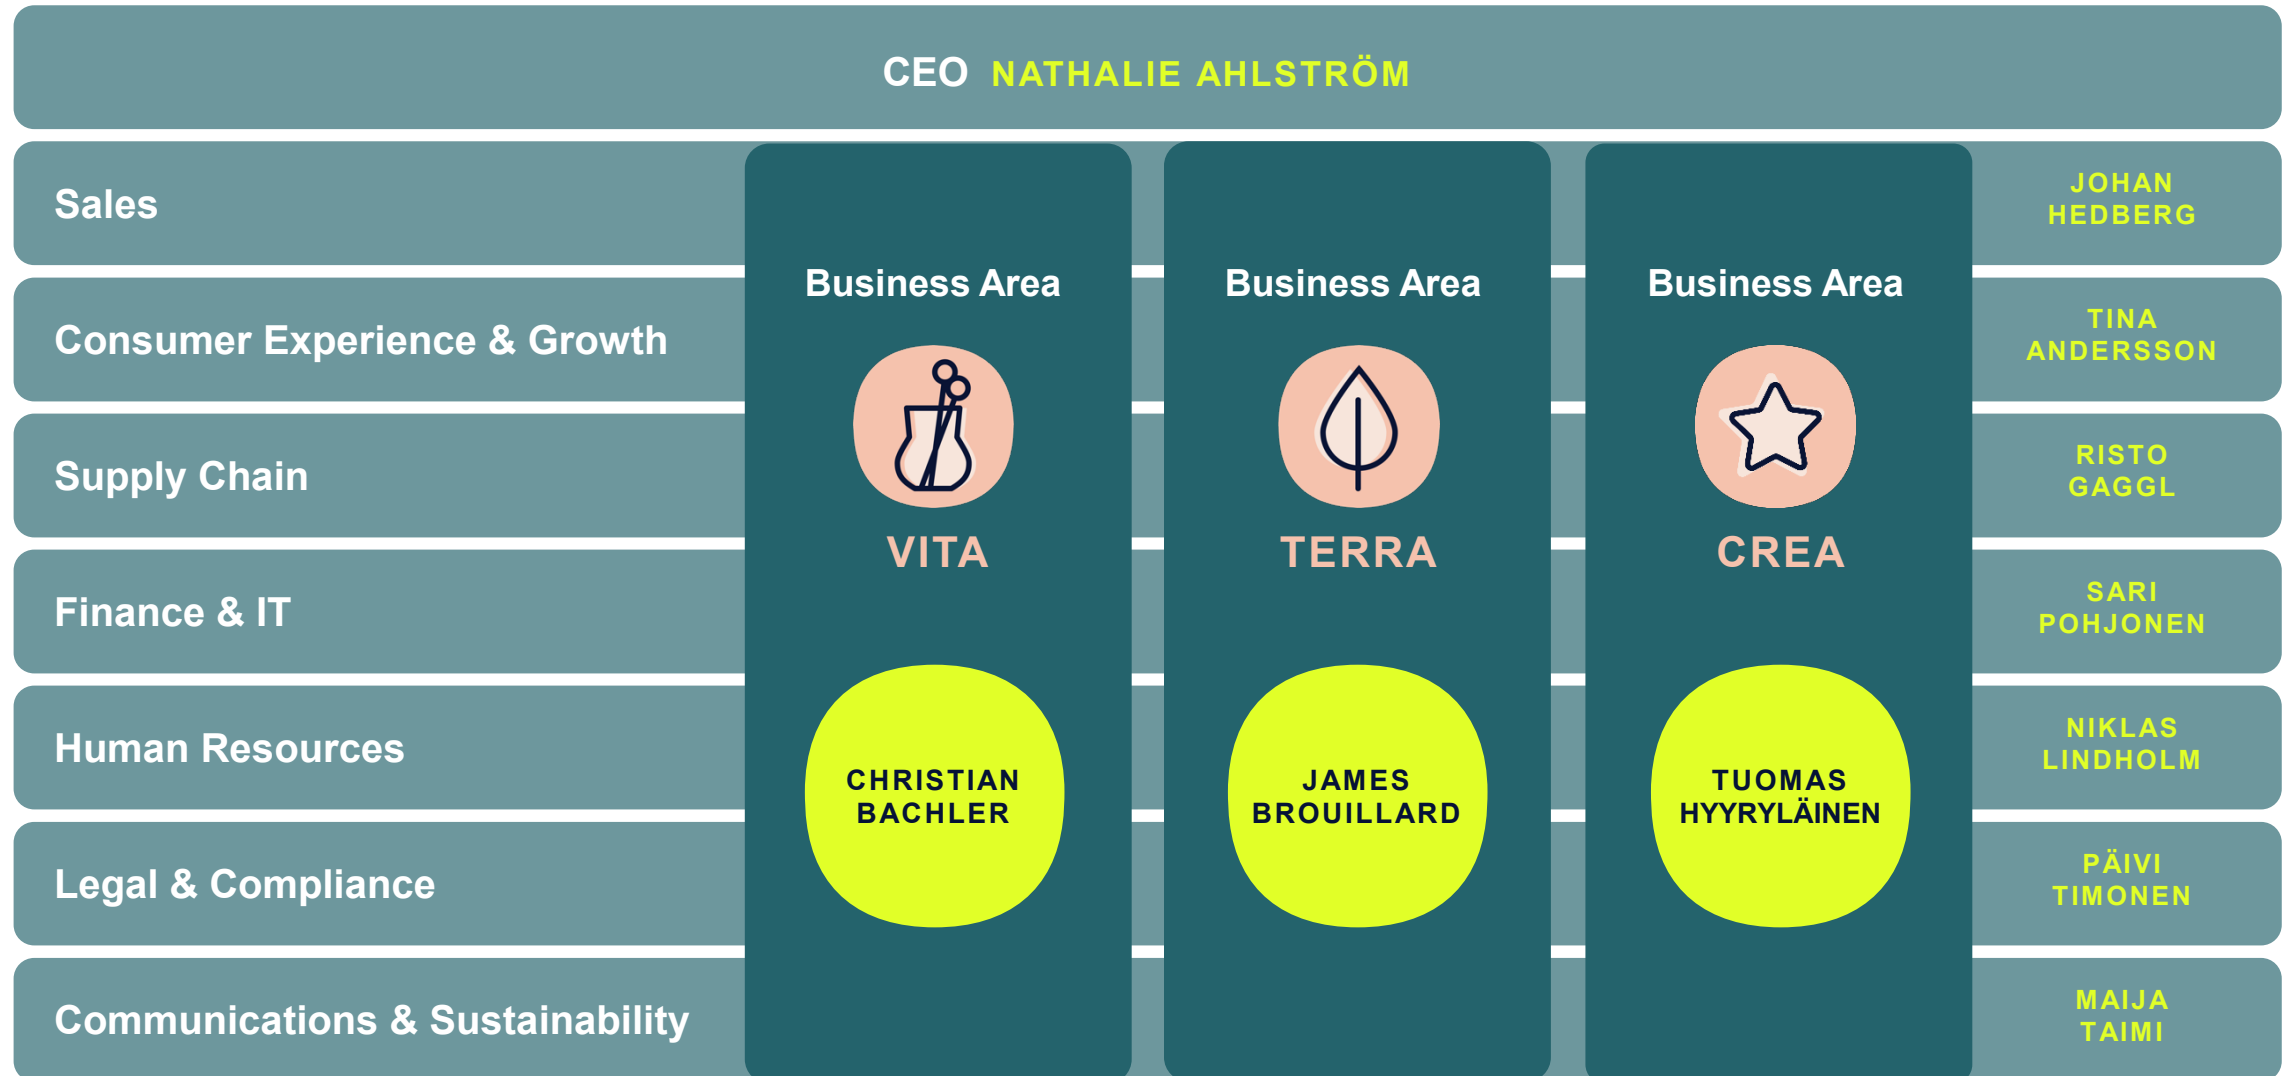 CEO NATHALIE AHLSTRÖM
Sales
JOHAN
HEDBERG
Business Area
Business Area
Business Area
Consumer Experience & Growth
TINA
ANDERSSON
Supply Chain
RISTO
GAGGL
VITA
TERRA
CREA
Finance & IT
SARI
POHJONEN
Human Resources
NIKLAS
LINDHOLM
CHRISTIAN
BACHLER
JAMES
BROUILLARD
TUOMAS
HYYRYLÄINEN
Legal & Compliance
PÄIVI
TIMONEN
Communications & Sustainability
MAIJA
TAIMI